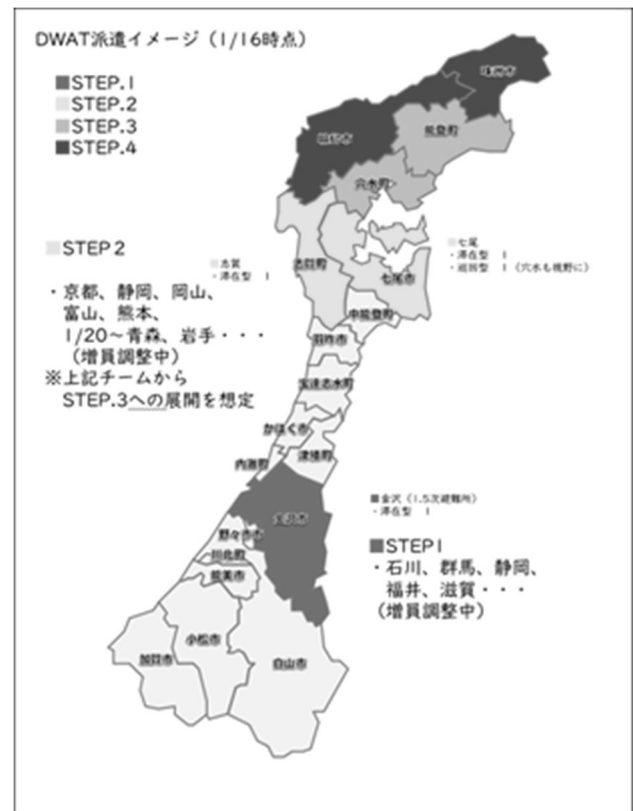 DWAT派遣イメージ（1/16時点）
■STEP.1
■STEP.2
■STEP.3
■STEP.4
珠洲市
輪島市
能登町
穴水町
■STEP2
・京都、静岡、岡山、
富山、熊本、
1/20～青森、岩手・・・
（増員調整中）
※上記チームから
STEP.3への展開を想定
■志賀
・滞在型 1
志賀町
■七尾
・滞在型 1
・巡回型 1（穴水も視野に）
七尾市
中能登町
羽咋市
宝達志水町
かほく市
津幡町
内灘町
金沢市
■金沢（1.5次避難所）
・滞在型 1
■STEP1
・石川、群馬、静岡、
福井、滋賀・・・
（増員調整中）
野々市市
川北町
能美市
小松市
加賀市
白山市